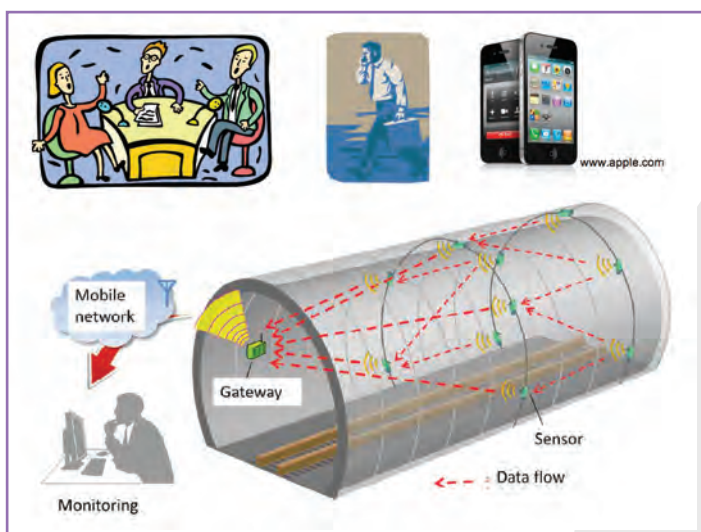 www.apple.com
Mobile
network
Gateway
Sensor
Data flow
Monitoring